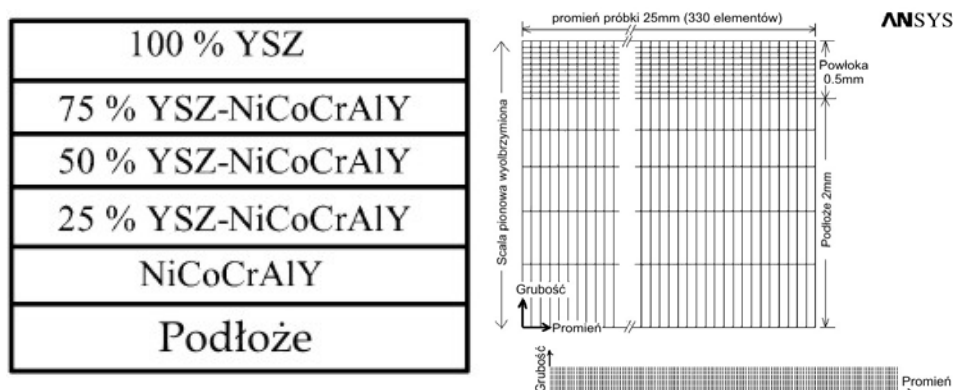 100 % YSZ
75 % YSZ-NiCoCrAlY
50 % YSZ-NiCoCrAlY
25 % YSZ-NiCoCrAlY
NiCoCrAlY
Podłoże
promień próbki 25mm (330 elementów)
ANSYS
Scala pionowa wyolbrzymiona
Powłoka
0.5mm
Podłoże 2mm
Grubość
Promień
Grubość
Promień